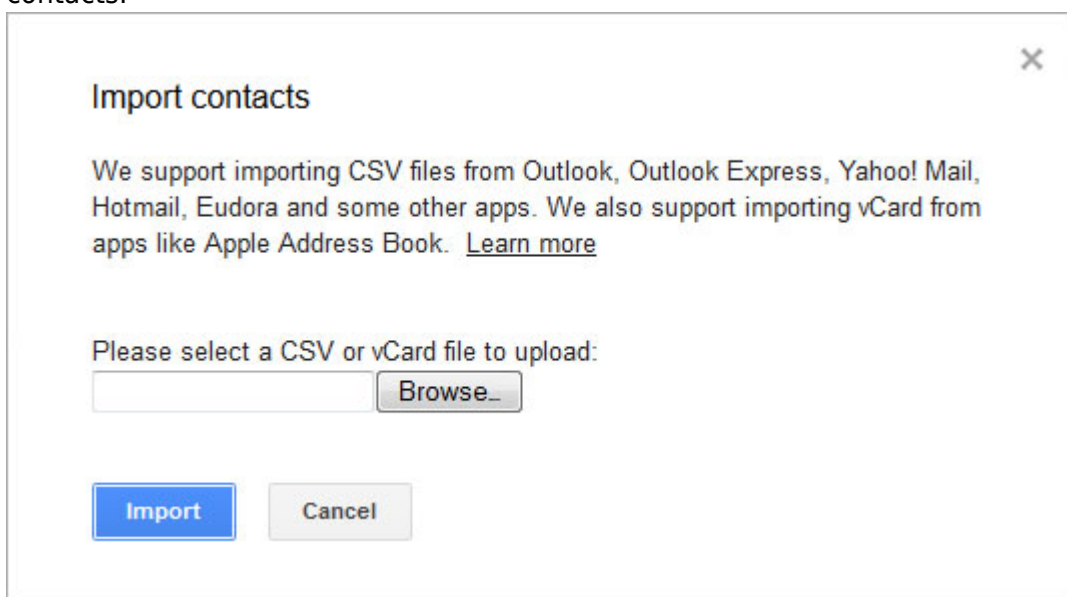 contacts.
Import contacts
We support importing CSV files from Outlook, Outlook Express, Yahoo! Mail,
Hotmail, Eudora and some other apps. We also support importing vCard from
apps like Apple Address Book. Learn more
Please select a CSV or vCard file to upload:
Browse...
Import Cancel